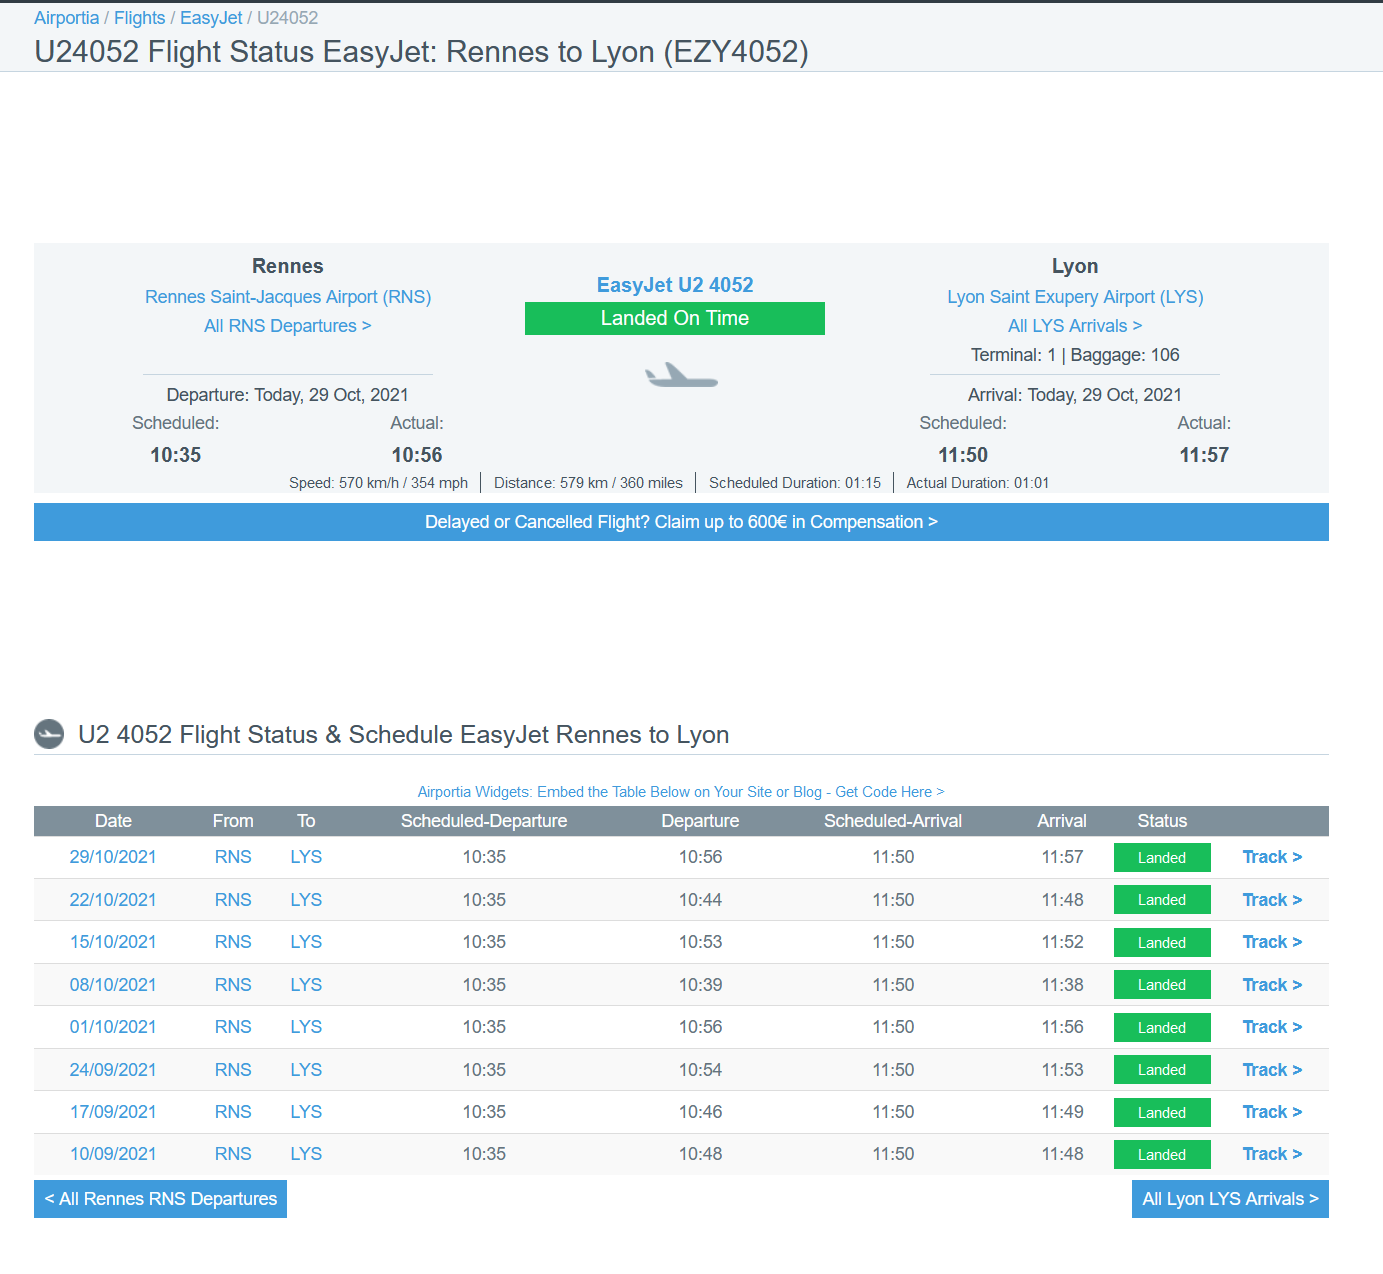 Airportia / Flights / EasyJet / U24052
U24052 Flight Status EasyJet: Rennes to Lyon (EZY4052)
Rennes
Rennes Saint-Jacques Airport (RNS)
All RNS Departures >
Departure: Today, 29 Oct, 2021
Scheduled: Actual:
10:35 10:56
EasyJet U2 4052
Landed On Time
Lyon
Lyon Saint Exupery Airport (LYS)
All LYS Arrivals >
Terminal: 1 | Baggage: 106
Arrival: Today, 29 Oct, 2021
Scheduled: Actual:
11:50 11:57
Speed: 570 km/h / 354 mph | Distance: 579 km / 360 miles | Scheduled Duration: 01:15 | Actual Duration: 01:01
Delayed or Cancelled Flight? Claim up to 600€ in Compensation >
U2 4052 Flight Status & Schedule EasyJet Rennes to Lyon
Airportia Widgets: Embed the Table Below on Your Site or Blog - Get Code Here >
Date From To Scheduled-Departure Departure Scheduled-Arrival Arrival Status
29/10/2021 RNS LYS 10:35 10:56 11:50 11:57 Landed Track >
22/10/2021 RNS LYS 10:35 10:44 11:50 11:48 Landed Track >
15/10/2021 RNS LYS 10:35 10:53 11:50 11:52 Landed Track >
08/10/2021 RNS LYS 10:35 10:39 11:50 11:38 Landed Track >
01/10/2021 RNS LYS 10:35 10:56 11:50 11:56 Landed Track >
24/09/2021 RNS LYS 10:35 10:54 11:50 11:53 Landed Track >
17/09/2021 RNS LYS 10:35 10:46 11:50 11:49 Landed Track >
10/09/2021 RNS LYS 10:35 10:48 11:50 11:48 Landed Track >
< All Rennes RNS Departures All Lyon LYS Arrivals >